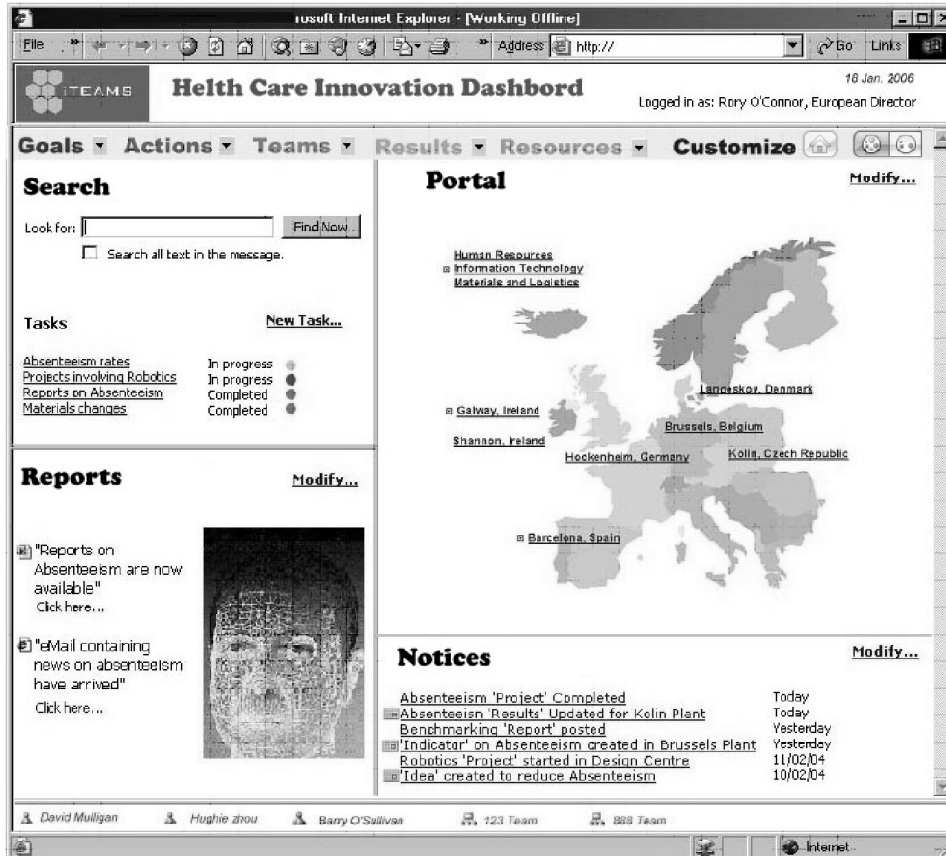 rosoft Internet Explorer - [Working Offline]
File » » Address http:// Go Links
iTEAMS
Helth Care Innovation Dashbord
16 Jan. 2006
Logged in as: Rory O'Connor, European Director
Goals Actions Teams Results Resources Customize
Search
Look for: Find Now
Search all text in the message.
Tasks New Task...
Absenteeism rates In progress
Projects involving Robotics In progress
Reports on Absenteeism Completed
Materials changes Completed
Portal Modify...
Human Resources
Information Technology
Materials and Logistics
Lanaeskov, Denmark
Galway, Ireland
Brussels, Belgium
Shannon, Ireland
Hockenheim, Germany
Kolin, Czech Republic
Barcelona, Spain
Reports Modify...
"Reports on
Absenteeism are now
available"
Click here...
"eMail containing
news on absenteeism
have arrived"
Click here...
Notices Modify...
Absenteeism 'Project' Completed Today
Absenteeism 'Results' Updated for Kolin Plant Today
Benchmarking 'Report' posted Yesterday
'Indicator' on Absenteeism created in Brussels Plant Yesterday
Robotics 'Project' started in Design Centre 11/02/04
'Idea' created to reduce Absenteeism 10/02/04
David Mulligan Hughie zhou Barry O'Sullivan 123 Team 888 Team
Internet